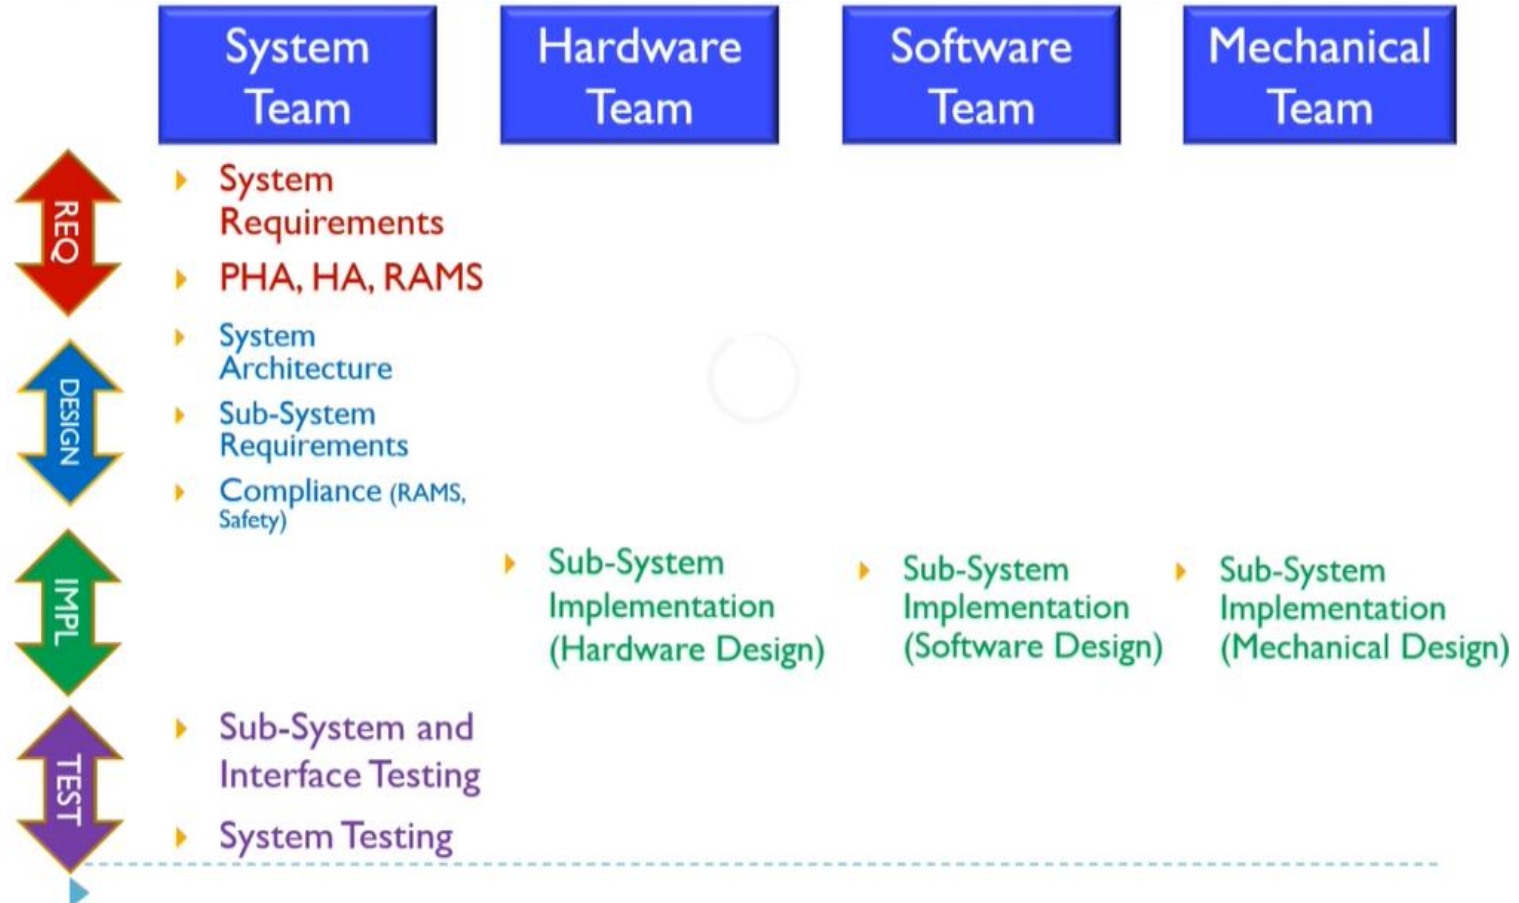 System
Team
Hardware
Team
Software
Team
Mechanical
Team
REQ
System
Requirements
PHA, HA, RAMS
DESIGN
System
Architecture
Sub-System
Requirements
Compliance (RAMS,
Safety)
IMPL
Sub-System
Implementation
(Hardware Design)
Sub-System
Implementation
(Software Design)
Sub-System
Implementation
(Mechanical Design)
TEST
Sub-System and
Interface Testing
System Testing